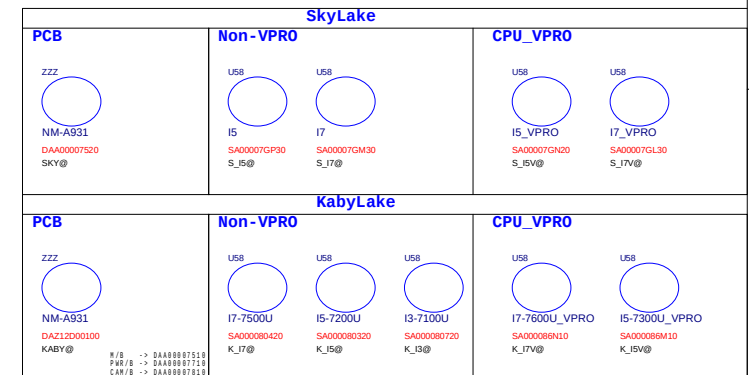 SkyLake
PCB Non-VPRO CPU_VPRO
ZZZ U58 U58 U58 U58
NM-A931 I5 I7 I5_VPRO I7_VPRO
DAA00007520 SA00007GP30 SA00007GM30 SA00007GN20 SA00007GL30
SKY@ S_I5@ S_I7@ S_I5V@ S_I7V@
KabyLake
PCB Non-VPRO CPU_VPRO
ZZZ U58 U58 U58 U58 U58
NM-A931 I7-7500U I5-7200U I3-7100U I7-7600U_VPRO I5-7300U_VPRO
DAZ12D00100 SA000080420 SA000080320 SA000080720 SA000086N10 SA000086M10
KABY@ K_I7@ K_I5@ K_I3@ K_I7V@ K_I5V@
M/B -> DAA00007510
PWR/B -> DAA00007710
CAM/B -> DAA00007810